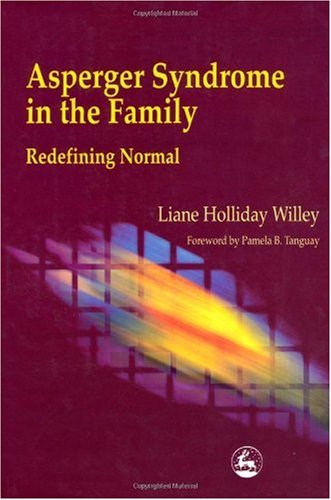 Asperger Syndrome
in the Family
Redefining Normal
Liane Holliday Willey
Foreword by Pamela B. Tanguay